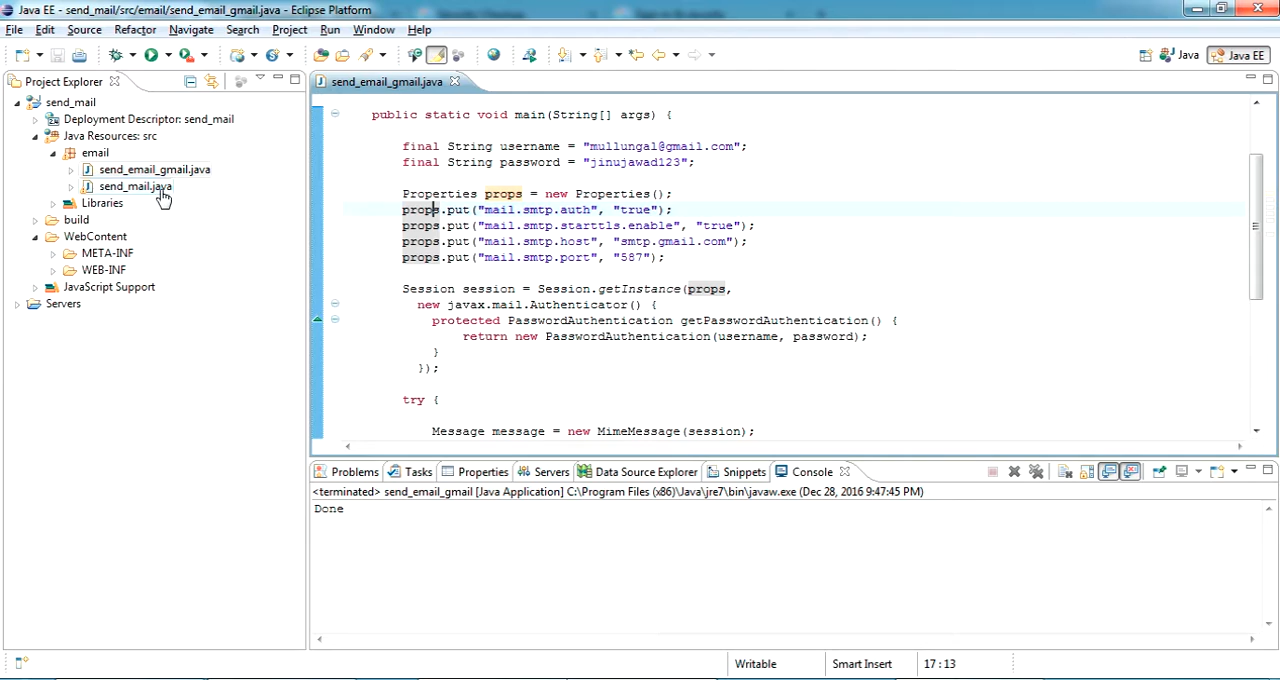 Java EE - send_mail/src/email/send_email_gmail.java - Eclipse Platform
File Edit Source Refactor Navigate Search Project Run Window Help
Java Java EE
Project Explorer
send_email_gmail.java
send_mail
Deployment Descriptor: send_mail
Java Resources: src
email
send_email_gmail.java
send_mail.java
Libraries
build
WebContent
META-INF
WEB-INF
JavaScript Support
Servers
public static void main(String[] args) {
final String username = "mullungal@gmail.com";
final String password = "jinujawad123";
Properties props = new Properties();
props.put("mail.smtp.auth", "true");
props.put("mail.smtp.starttls.enable", "true");
props.put("mail.smtp.host", "smtp.gmail.com");
props.put("mail.smtp.port", "587");
Session session = Session.getInstance(props,
new javax.mail.Authenticator() {
protected PasswordAuthentication getPasswordAuthentication() {
return new PasswordAuthentication(username, password);
}
});
try {
Message message = new MimeMessage(session);
Problems Tasks Properties Servers Data Source Explorer Snippets Console
<terminated> send_email_gmail [Java Application] C:\Program Files (x86)\Java\jre7\bin\javaw.exe (Dec 28, 2016 9:47:45 PM)
Done
Writable Smart Insert 17 : 13